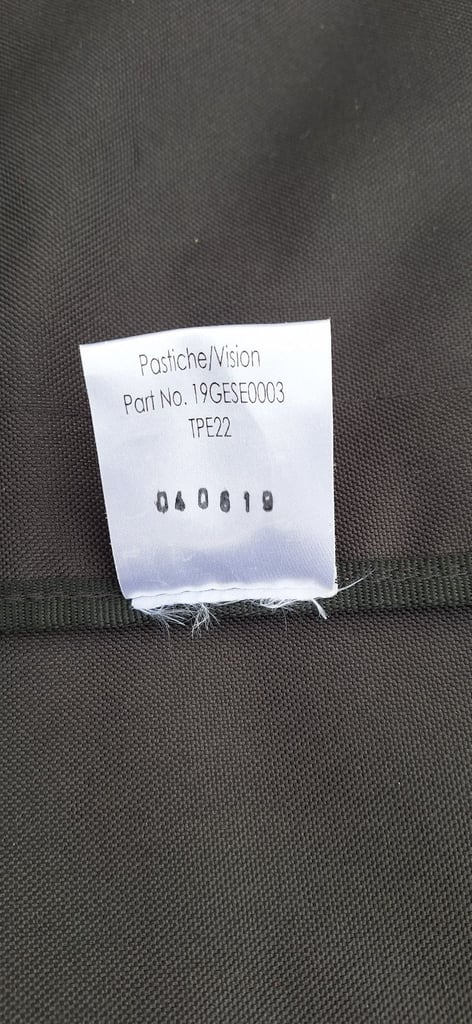 Pastiche/Vision
Part No. 19GESE0003
TPE22
040619